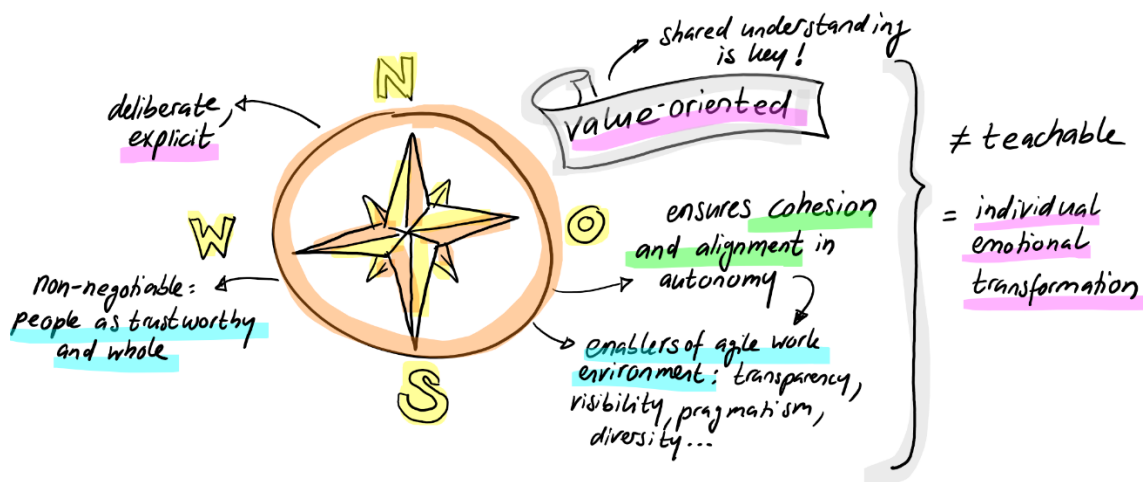 N
deliberate,
explicit
W
non-negotiable:
people as trustworthy
and whole
S
O
shared understanding
is key!
value-oriented
ensures cohesion
and alignment in
autonomy
enablers of agile work
environment: transparency,
visibility, pragmatism,
diversity...
≠ teachable
= individual
emotional
transformation